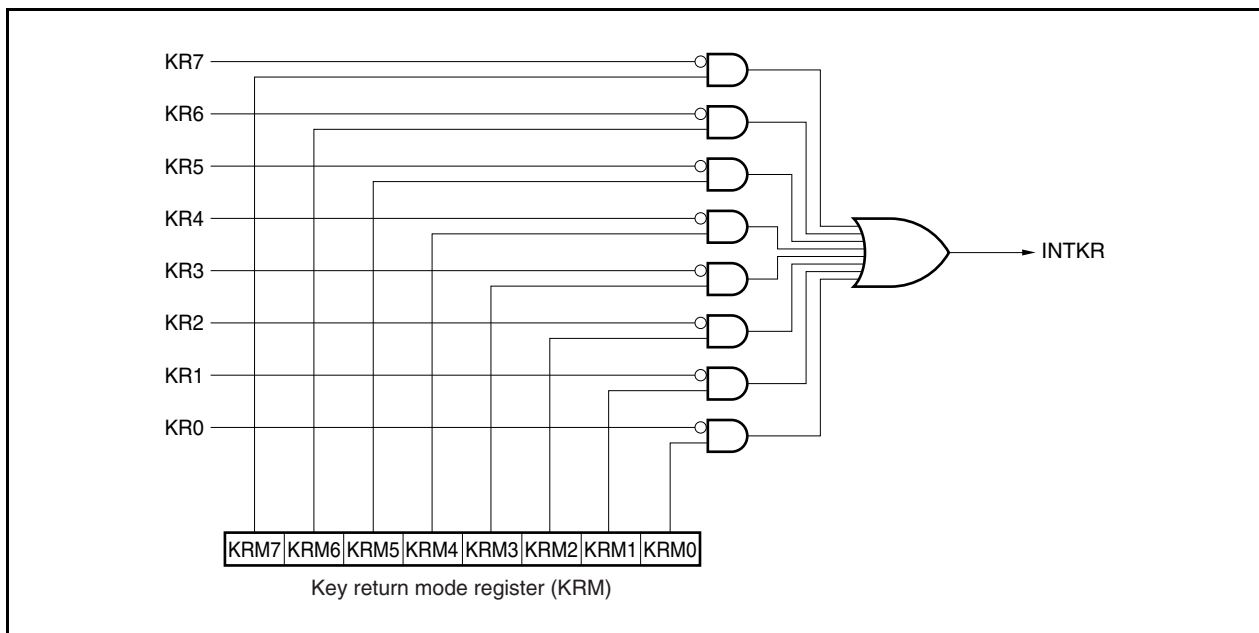 KR7
KR6
KR5
KR4
KR3
KR2
KR1
KR0
INTKR
KRM7 KRM6 KRM5 KRM4 KRM3 KRM2 KRM1 KRM0
Key return mode register (KRM)